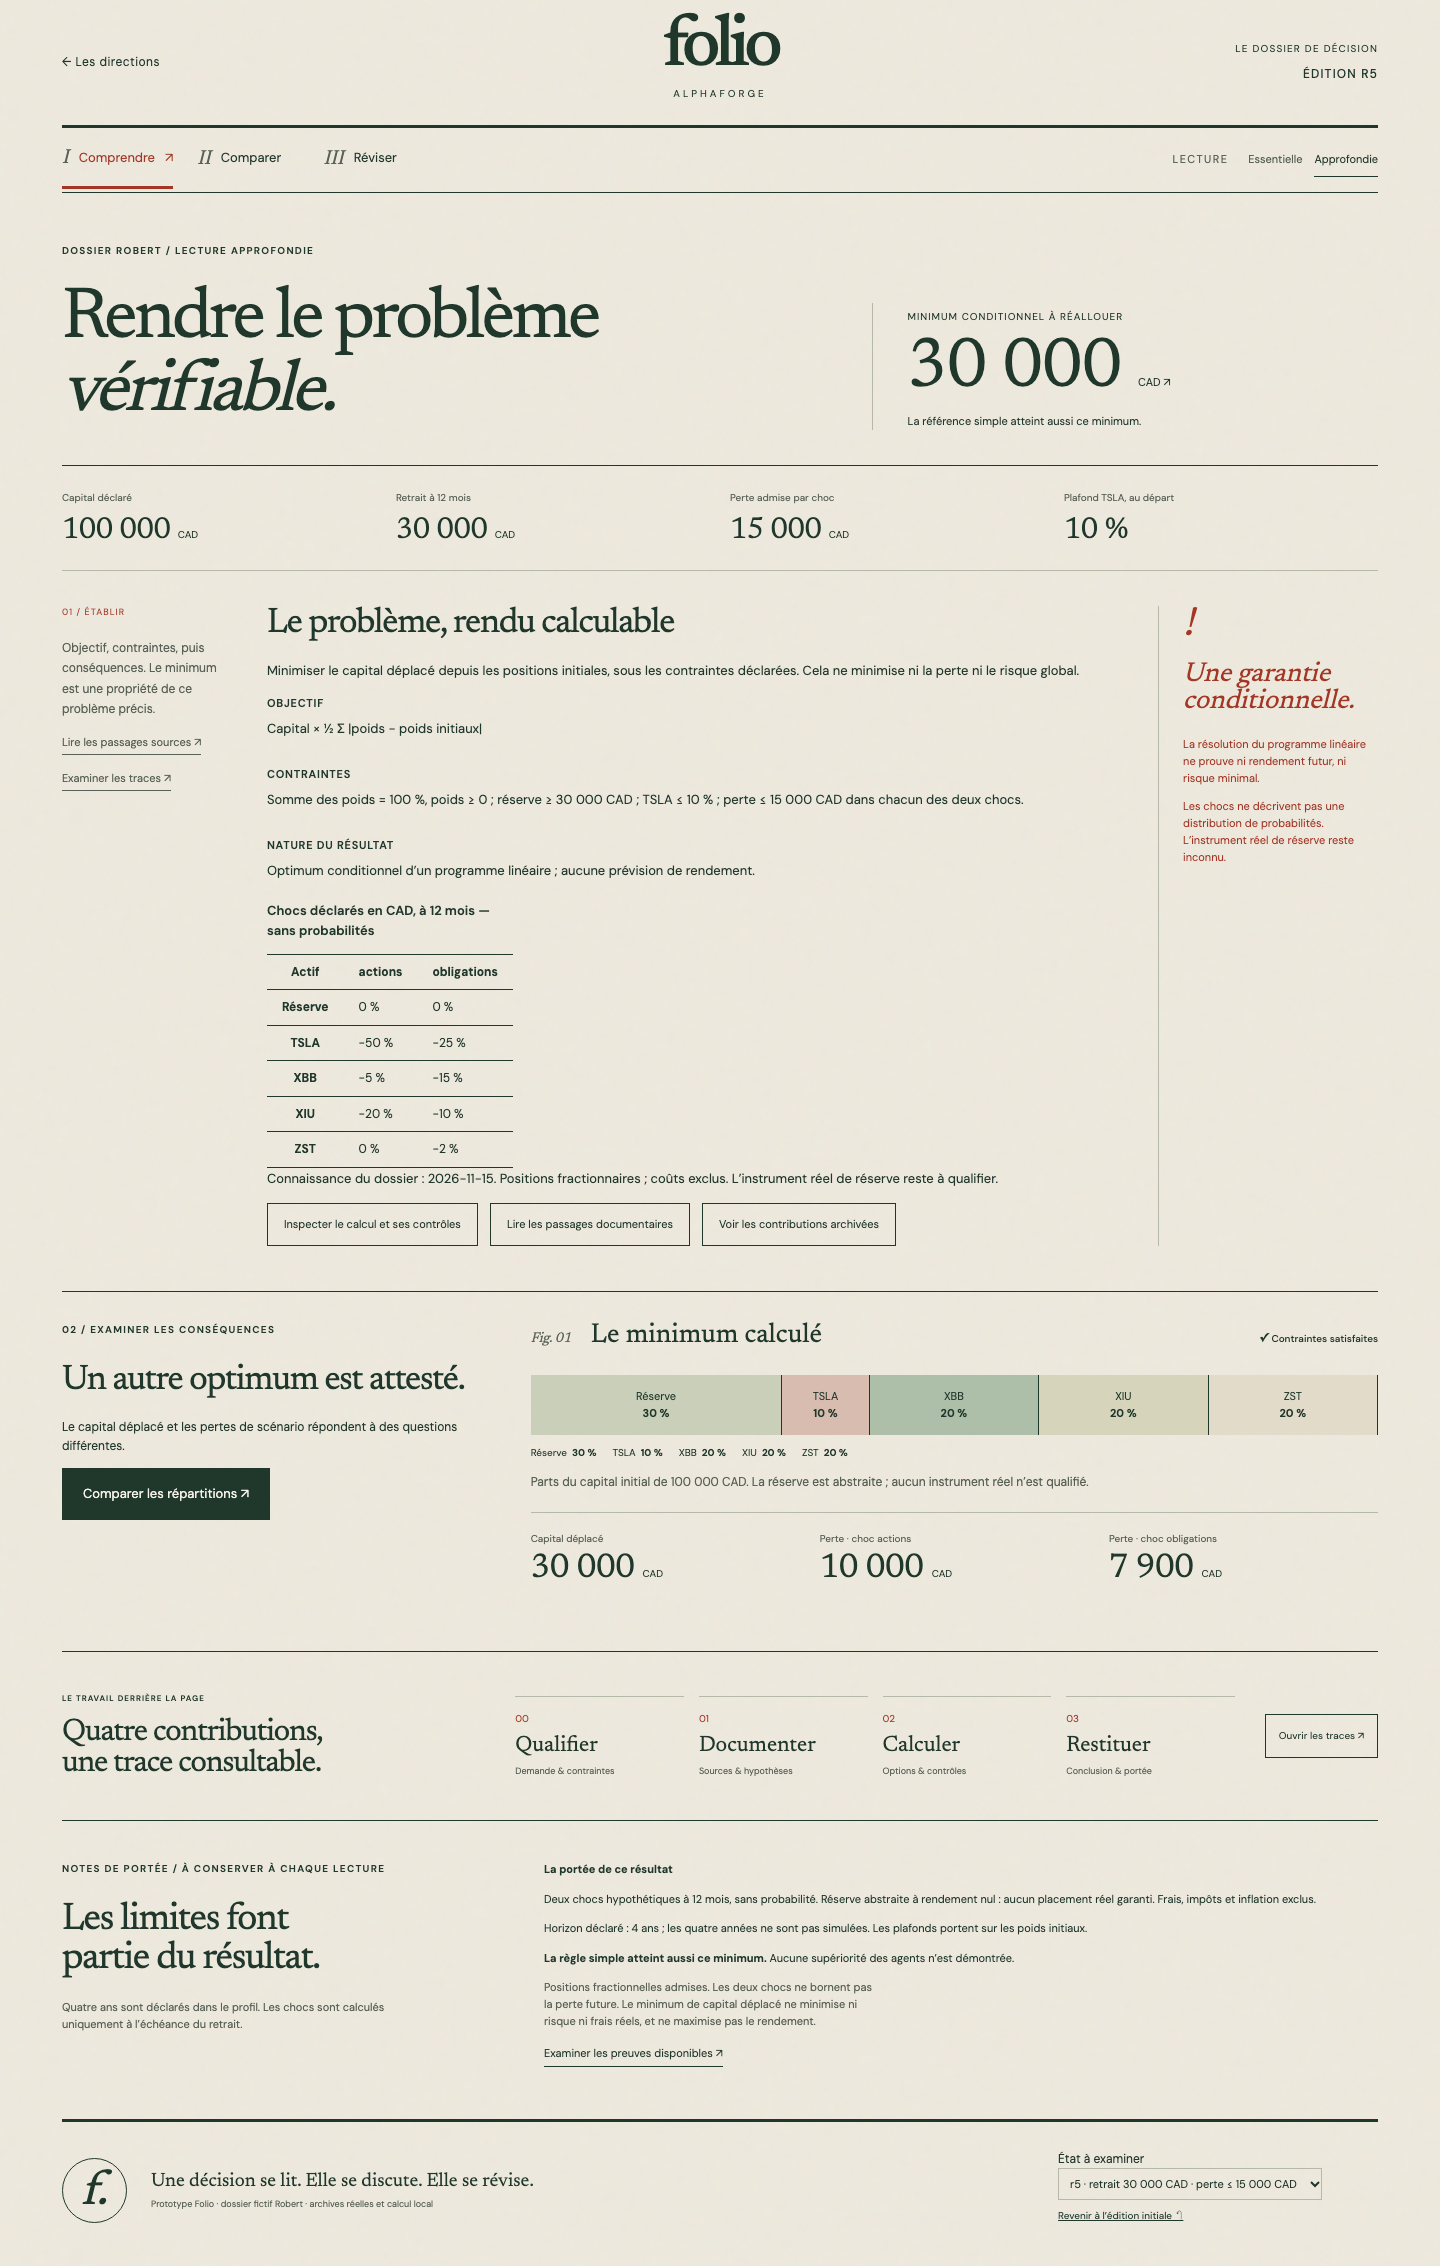 ← Les directions
folio
ALPHAFORGE
LE DOSSIER DE DÉCISION
ÉDITION R5
I Comprendre ↗ II Comparer III Réviser
LECTURE Essentielle Approfondie
DOSSIER ROBERT / LECTURE APPROFONDIE
Rendre le problème
vérifiable.
MINIMUM CONDITIONNEL À RÉALLOUER
30 000 CAD ↗
La référence simple atteint aussi ce minimum.
Capital déclaré
100 000 CAD
Retrait à 12 mois
30 000 CAD
Perte admise par choc
15 000 CAD
Plafond TSLA, au départ
10 %
01 / ÉTABLIR
Objectif, contraintes, puis
conséquences. Le minimum
est une propriété de ce
problème précis.
Lire les passages sources ↗
Examiner les traces ↗
Le problème, rendu calculable
Minimiser le capital déplacé depuis les positions initiales, sous les contraintes déclarées. Cela ne minimise ni la perte ni le risque global.
OBJECTIF
Capital × ½ Σ |poids − poids initiaux|
CONTRAINTES
Somme des poids = 100 %, poids ≥ 0 ; réserve ≥ 30 000 CAD ; TSLA ≤ 10 % ; perte ≤ 15 000 CAD dans chacun des deux chocs.
NATURE DU RÉSULTAT
Optimum conditionnel d’un programme linéaire ; aucune prévision de rendement.
Chocs déclarés en CAD, à 12 mois —
sans probabilités
Actif actions obligations
Réserve 0 % 0 %
TSLA -50 % -25 %
XBB -5 % -15 %
XIU -20 % -10 %
ZST 0 % -2 %
Connaissance du dossier : 2026-11-15. Positions fractionnaires ; coûts exclus. L’instrument réel de réserve reste à qualifier.
Inspecter le calcul et ses contrôles
Lire les passages documentaires
Voir les contributions archivées
!
Une garantie
conditionnelle.
La résolution du programme linéaire
ne prouve ni rendement futur, ni
risque minimal.
Les chocs ne décrivent pas une
distribution de probabilités.
L’instrument réel de réserve reste
inconnu.
02 / EXAMINER LES CONSÉQUENCES
Un autre optimum est attesté.
Le capital déplacé et les pertes de scénario répondent à des questions
différentes.
Comparer les répartitions ↗
Fig. 01 Le minimum calculé
✓ Contraintes satisfaites
Réserve TSLA XBB XIU ZST
30 % 10 % 20 % 20 % 20 %
Réserve 30 % TSLA 10 % XBB 20 % XIU 20 % ZST 20 %
Parts du capital initial de 100 000 CAD. La réserve est abstraite ; aucun instrument réel n’est qualifié.
Capital déplacé
30 000 CAD
Perte · choc actions
10 000 CAD
Perte · choc obligations
7 900 CAD
LE TRAVAIL DERRIÈRE LA PAGE
Quatre contributions,
une trace consultable.
00
Qualifier
Demande & contraintes
01
Documenter
Sources & hypothèses
02
Calculer
Options & contrôles
03
Restituer
Conclusion & portée
Ouvrir les traces ↗
NOTES DE PORTÉE / À CONSERVER À CHAQUE LECTURE
Les limites font
partie du résultat.
Quatre ans sont déclarés dans le profil. Les chocs sont calculés
uniquement à l’échéance du retrait.
La portée de ce résultat
Deux chocs hypothétiques à 12 mois, sans probabilité. Réserve abstraite à rendement nul : aucun placement réel garanti. Frais, impôts et inflation exclus.
Horizon déclaré : 4 ans ; les quatre années ne sont pas simulées. Les plafonds portent sur les poids initiaux.
La règle simple atteint aussi ce minimum. Aucune supériorité des agents n’est démontrée.
Positions fractionnelles admises. Les deux chocs ne bornent pas
la perte future. Le minimum de capital déplacé ne minimise ni
risque ni frais réels, et ne maximise pas le rendement.
Examiner les preuves disponibles ↗
f.
Une décision se lit. Elle se discute. Elle se révise.
Prototype Folio · dossier fictif Robert · archives réelles et calcul local
État à examiner
r5 · retrait 30 000 CAD · perte ≤ 15 000 CAD
Revenir à l’édition initiale